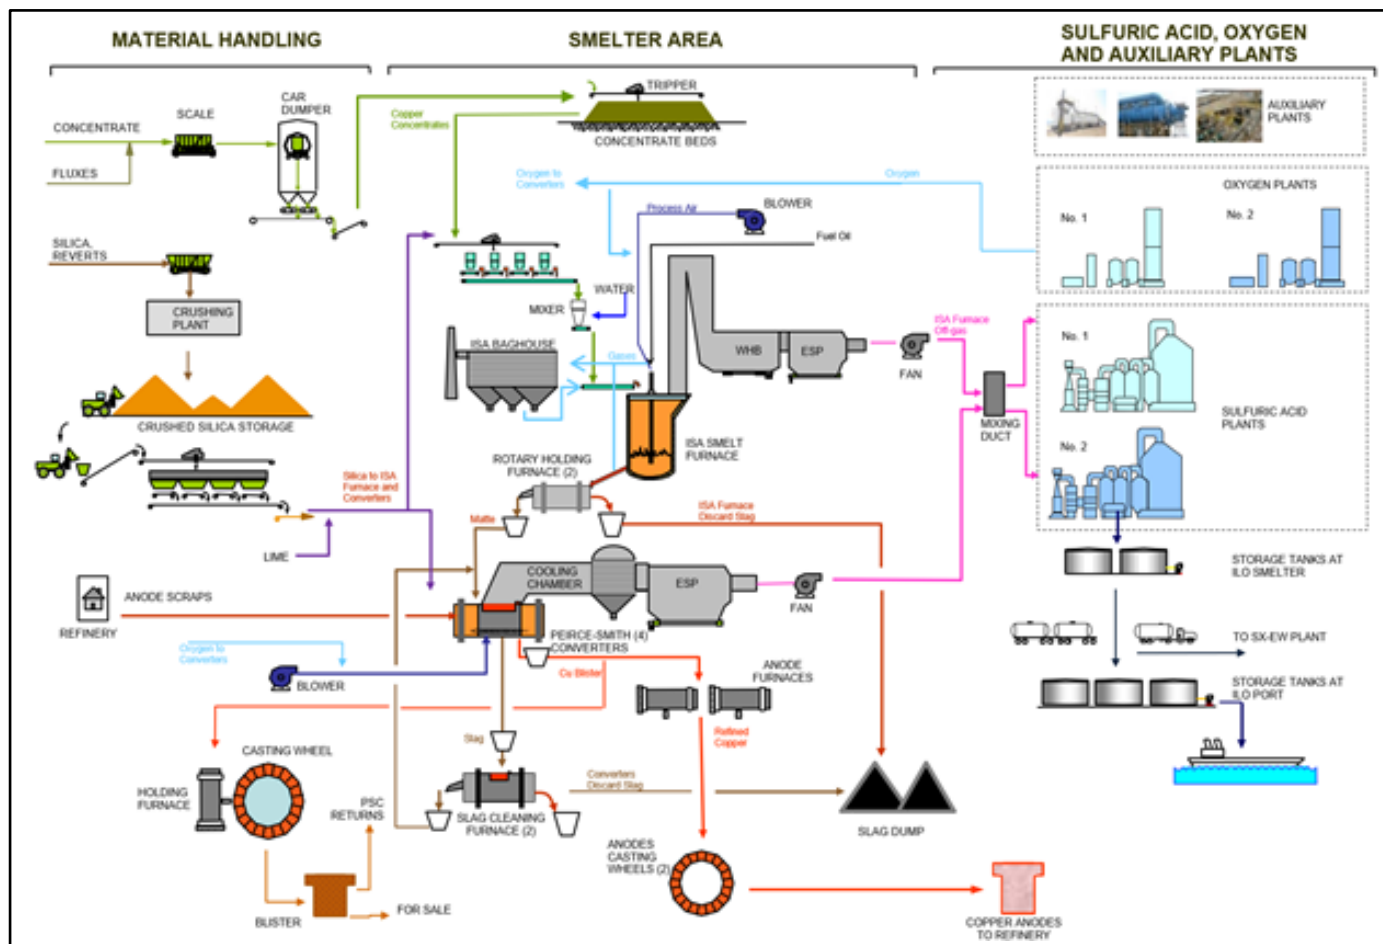 MATERIAL HANDLING
SMELTER AREA
SULFURIC ACID, OXYGEN
AND AUXILIARY PLANTS
CONCENTRATE
FLUXES
SCALE
CAR
DUMPER
Copper
Concentrates
TRIPPER
CONCENTRATE BEDS
AUXILIARY
PLANTS
Oxygen to
Converters
Oxygen
OXYGEN PLANTS
No. 1
No. 2
Process Air
BLOWER
Fuel Oil
SILICA,
REVERTS
CRUSHING
PLANT
CRUSHED SILICA STORAGE
WATER
MIXER
ISA BAGHOUSE
Gases
WHB
ESP
FAN
ISA Furnace
Off-gas
MIXING
DUCT
No. 1
SULFURIC ACID
PLANTS
No. 2
ISA SMELT
FURNACE
ROTARY HOLDING
FURNACE (2)
Silica to ISA
Furnace and
Converters
LIME
Matte
ISA Furnace
Discard Slag
COOLING
CHAMBER
ESP
FAN
STORAGE TANKS AT
ILO SMELTER
ANODE SCRAPS
REFINERY
PEIRCE-SMITH (4)
CONVERTERS
Oxygen to
Converters
BLOWER
Cu Blister
ANODE
FURNACES
TO SX-EW PLANT
STORAGE TANKS AT
ILO PORT
Slag
Refined
Copper
CASTING WHEEL
HOLDING
FURNACE
PSC
RETURNS
SLAG CLEANING
FURNACE (2)
Converters
Discard Slag
SLAG DUMP
ANODES
CASTING
WHEELS (2)
BLISTER
FOR SALE
COPPER ANODES
TO REFINERY